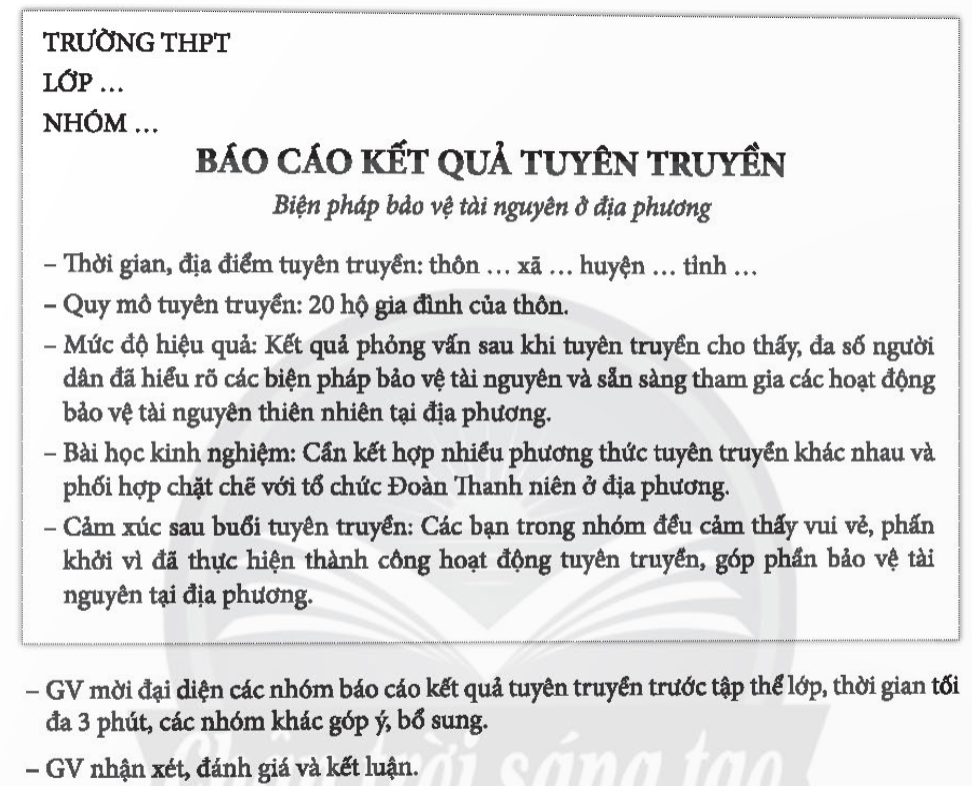 TRƯỜNG THPT
LỚP ...
NHÓM ...
BÁO CÁO KẾT QUẢ TUYÊN TRUYỀN
Biện pháp bảo vệ tài nguyên ở địa phương
– Thời gian, địa điểm tuyên truyền: thôn ... xã ... huyện ... tỉnh ...
– Quy mô tuyên truyền: 20 hộ gia đình của thôn.
– Mức độ hiệu quả: Kết quả phỏng vấn sau khi tuyên truyền cho thấy, đa số người
dân đã hiểu rõ các biện pháp bảo vệ tài nguyên và sẵn sàng tham gia các hoạt động
bảo vệ tài nguyên thiên nhiên tại địa phương.
– Bài học kinh nghiệm: Cần kết hợp nhiều phương thức tuyên truyền khác nhau và
phối hợp chặt chẽ với tổ chức Đoàn Thanh niên ở địa phương.
– Cảm xúc sau buổi tuyên truyền: Các bạn trong nhóm đều cảm thấy vui vẻ, phấn
khởi vì đã thực hiện thành công hoạt động tuyên truyền, góp phần bảo vệ tài
nguyên tại địa phương.
– GV mời đại diện các nhóm báo cáo kết quả tuyên truyền trước tập thể lớp, thời gian tối
đa 3 phút, các nhóm khác góp ý, bổ sung.
– GV nhận xét, đánh giá và kết luận.
Chân trời sáng tạo